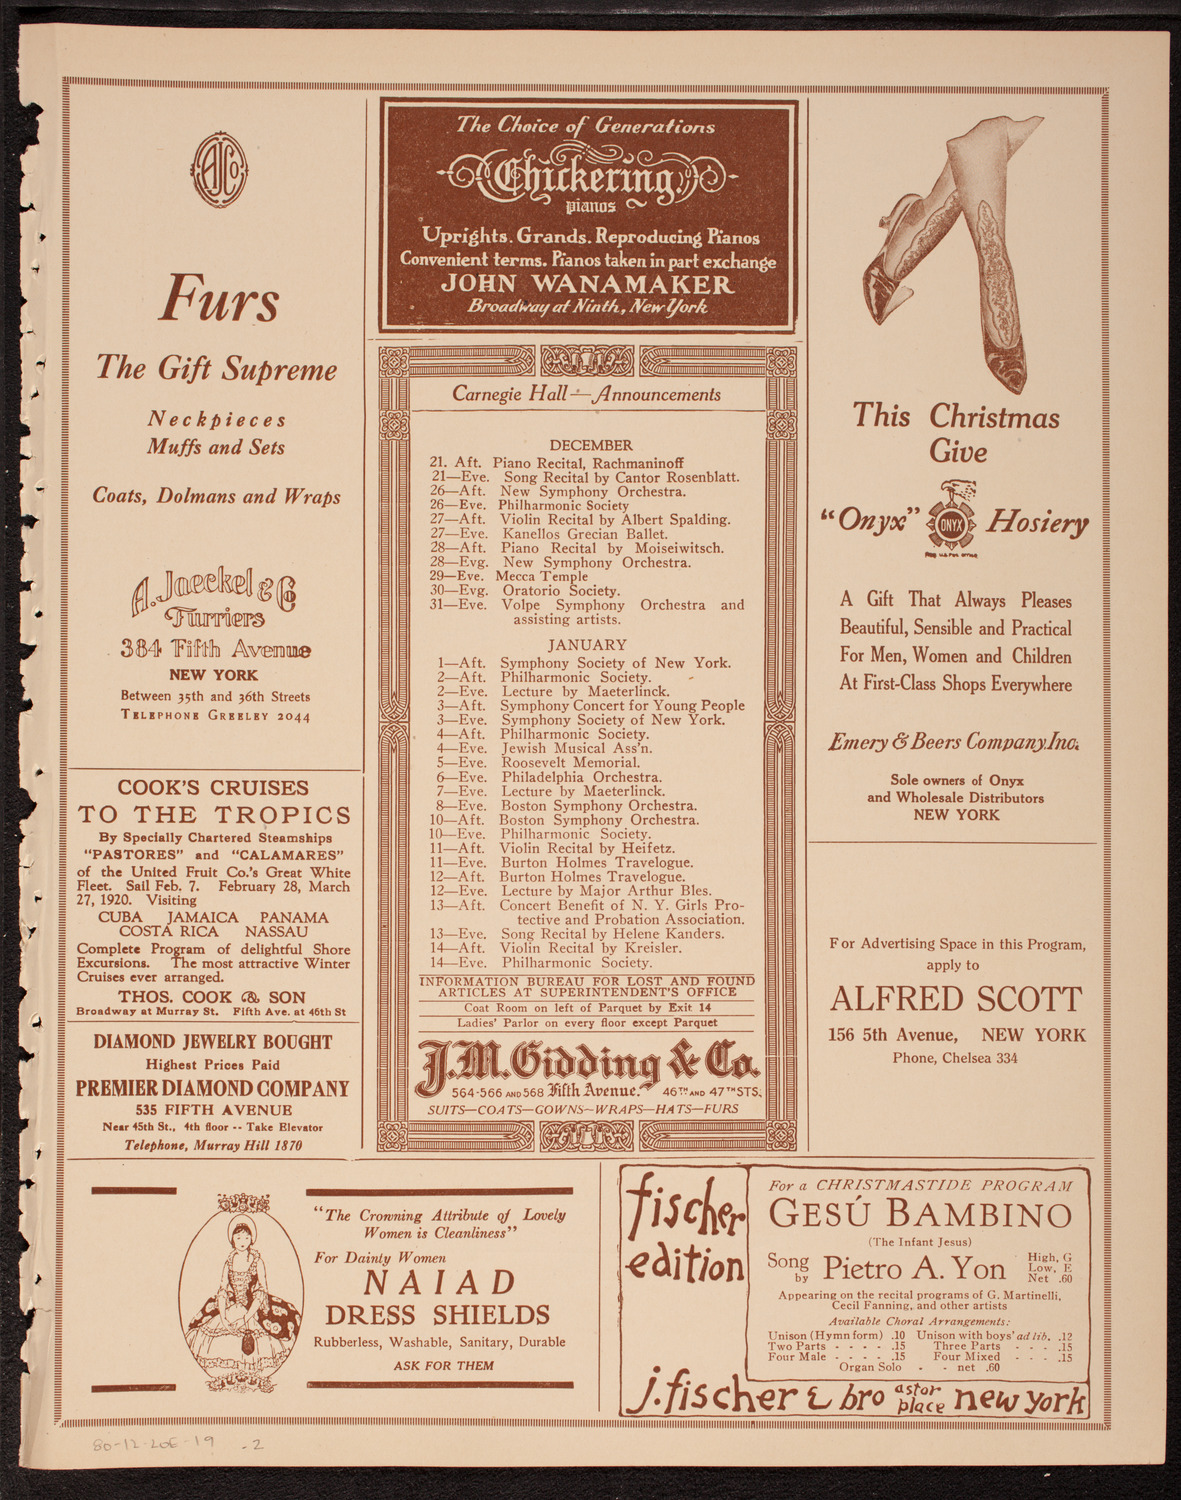 AJCo
Furs
The Gift Supreme
Neckpieces
Muffs and Sets
Coats, Dolmans and Wraps
A. Jaeckel & Co
Furriers
384 Fifth Avenue
NEW YORK
Between 35th and 36th Streets
TELEPHONE GREELEY 2044
COOK'S CRUISES
TO THE TROPICS
By Specially Chartered Steamships
"PASTORES" and "CALAMARES"
of the United Fruit Co.'s Great White
Fleet. Sail Feb. 7. February 28, March
27, 1920. Visiting
CUBA JAMAICA PANAMA
COSTA RICA NASSAU
Complete Program of delightful Shore
Excursions. The most attractive Winter
Cruises ever arranged.
THOS. COOK & SON
Broadway at Murray St. Fifth Ave. at 46th St
DIAMOND JEWELRY BOUGHT
Highest Prices Paid
PREMIER DIAMOND COMPANY
535 FIFTH AVENUE
Near 45th St., 4th floor -- Take Elevator
Telephone, Murray Hill 1870
The Choice of Generations
Chickering
pianos
Uprights. Grands. Reproducing Pianos
Convenient terms. Pianos taken in part exchange
JOHN WANAMAKER
Broadway at Ninth, New York
Carnegie Hall—Announcements
DECEMBER
21. Aft. Piano Recital, Rachmaninoff
21—Eve. Song Recital by Cantor Rosenblatt.
26—Aft. New Symphony Orchestra.
26—Eve. Philharmonic Society
27—Aft. Violin Recital by Albert Spalding.
27—Eve. Kanellos Grecian Ballet.
28—Aft. Piano Recital by Moiseiwitsch.
28—Evg. New Symphony Orchestra.
29—Eve. Mecca Temple
30—Evg. Oratorio Society.
31—Eve. Volpe Symphony Orchestra and
assisting artists.
JANUARY
1—Aft. Symphony Society of New York.
2—Aft. Philharmonic Society.
2—Eve. Lecture by Maeterlinck.
3—Aft. Symphony Concert for Young People
3—Eve. Symphony Society of New York.
4—Aft. Philharmonic Society.
4—Eve. Jewish Musical Ass'n.
5—Eve. Roosevelt Memorial.
6—Eve. Philadelphia Orchestra.
7—Eve. Lecture by Maeterlinck.
8—Eve. Boston Symphony Orchestra.
10—Aft. Boston Symphony Orchestra.
10—Eve. Philharmonic Society.
11—Aft. Violin Recital by Heifetz.
11—Eve. Burton Holmes Travelogue.
12—Aft. Burton Holmes Travelogue.
12—Eve. Lecture by Major Arthur Bles.
13—Aft. Concert Benefit of N. Y. Girls Pro-
tective and Probation Association.
13—Eve. Song Recital by Helene Kanders.
14—Aft. Violin Recital by Kreisler.
14—Eve. Philharmonic Society.
INFORMATION BUREAU FOR LOST AND FOUND
ARTICLES AT SUPERINTENDENT'S OFFICE
Coat Room on left of Parquet by Exit 14
Ladies' Parlor on every floor except Parquet
J.M. Gidding & Co.
564-566 AND 568 Fifth Avenue. 46TH AND 47TH STS.
SUITS—COATS—GOWNS—WRAPS—HATS—FURS
This Christmas
Give
"Onyx" ONYX Hosiery
REG. U.S. PAT. OFFICE
A Gift That Always Pleases
Beautiful, Sensible and Practical
For Men, Women and Children
At First-Class Shops Everywhere
Emery & Beers Company, Inc.
Sole owners of Onyx
and Wholesale Distributors
NEW YORK
For Advertising Space in this Program,
apply to
ALFRED SCOTT
156 5th Avenue, NEW YORK
Phone, Chelsea 334
"The Crowning Attribute of Lovely
Women is Cleanliness"
For Dainty Women
NAIAD
DRESS SHIELDS
Rubberless, Washable, Sanitary, Durable
ASK FOR THEM
fischer
edition
For a CHRISTMASTIDE PROGRAM
GESÚ BAMBINO
(The Infant Jesus)
Song by Pietro A. Yon High, G
Low, E
Net .60
Appearing on the recital programs of G. Martinelli,
Cecil Fanning, and other artists
Available Choral Arrangements:
Unison (Hymn form) .10 Unison with boys' ad lib. .12
Two Parts - - - - .15 Three Parts - - - .15
Four Male - - - - .15 Four Mixed - - - .15
Organ Solo - - net .60
j. fischer & bro astor place new york
80-12-20E-19 -2